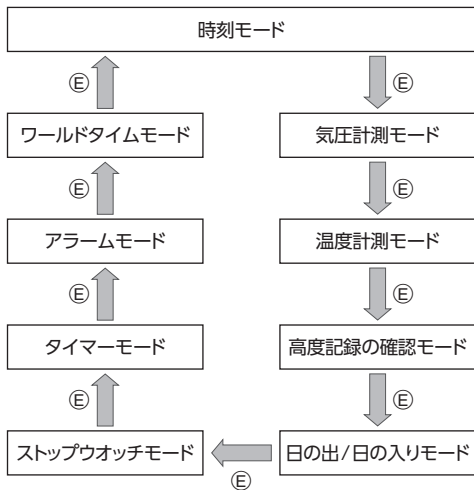 時刻モード
Ⓔ Ⓔ
ワールドタイムモード 気圧計測モード
Ⓔ Ⓔ
アラームモード 温度計測モード
Ⓔ Ⓔ
タイマーモード 高度記録の確認モード
Ⓔ Ⓔ
ストップウオッチモード 日の出/日の入りモード
Ⓔ